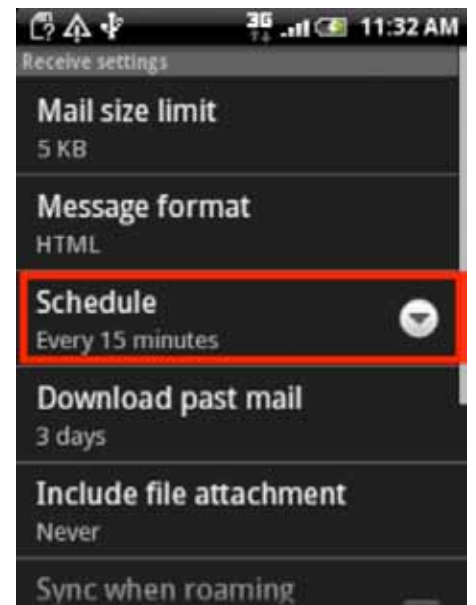 3G 11:32 AM
Receive settings
Mail size limit
5 KB
Message format
HTML
Schedule
Every 15 minutes
Download past mail
3 days
Include file attachment
Never
Sync when roaming